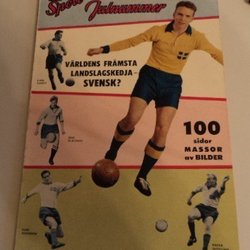 Sport
Julnummer
VÄRLDENS FRÄMSTA
LANDSLAGSKEDJA -
SVENSK?
100
sidor
MASSOR
av BILDER